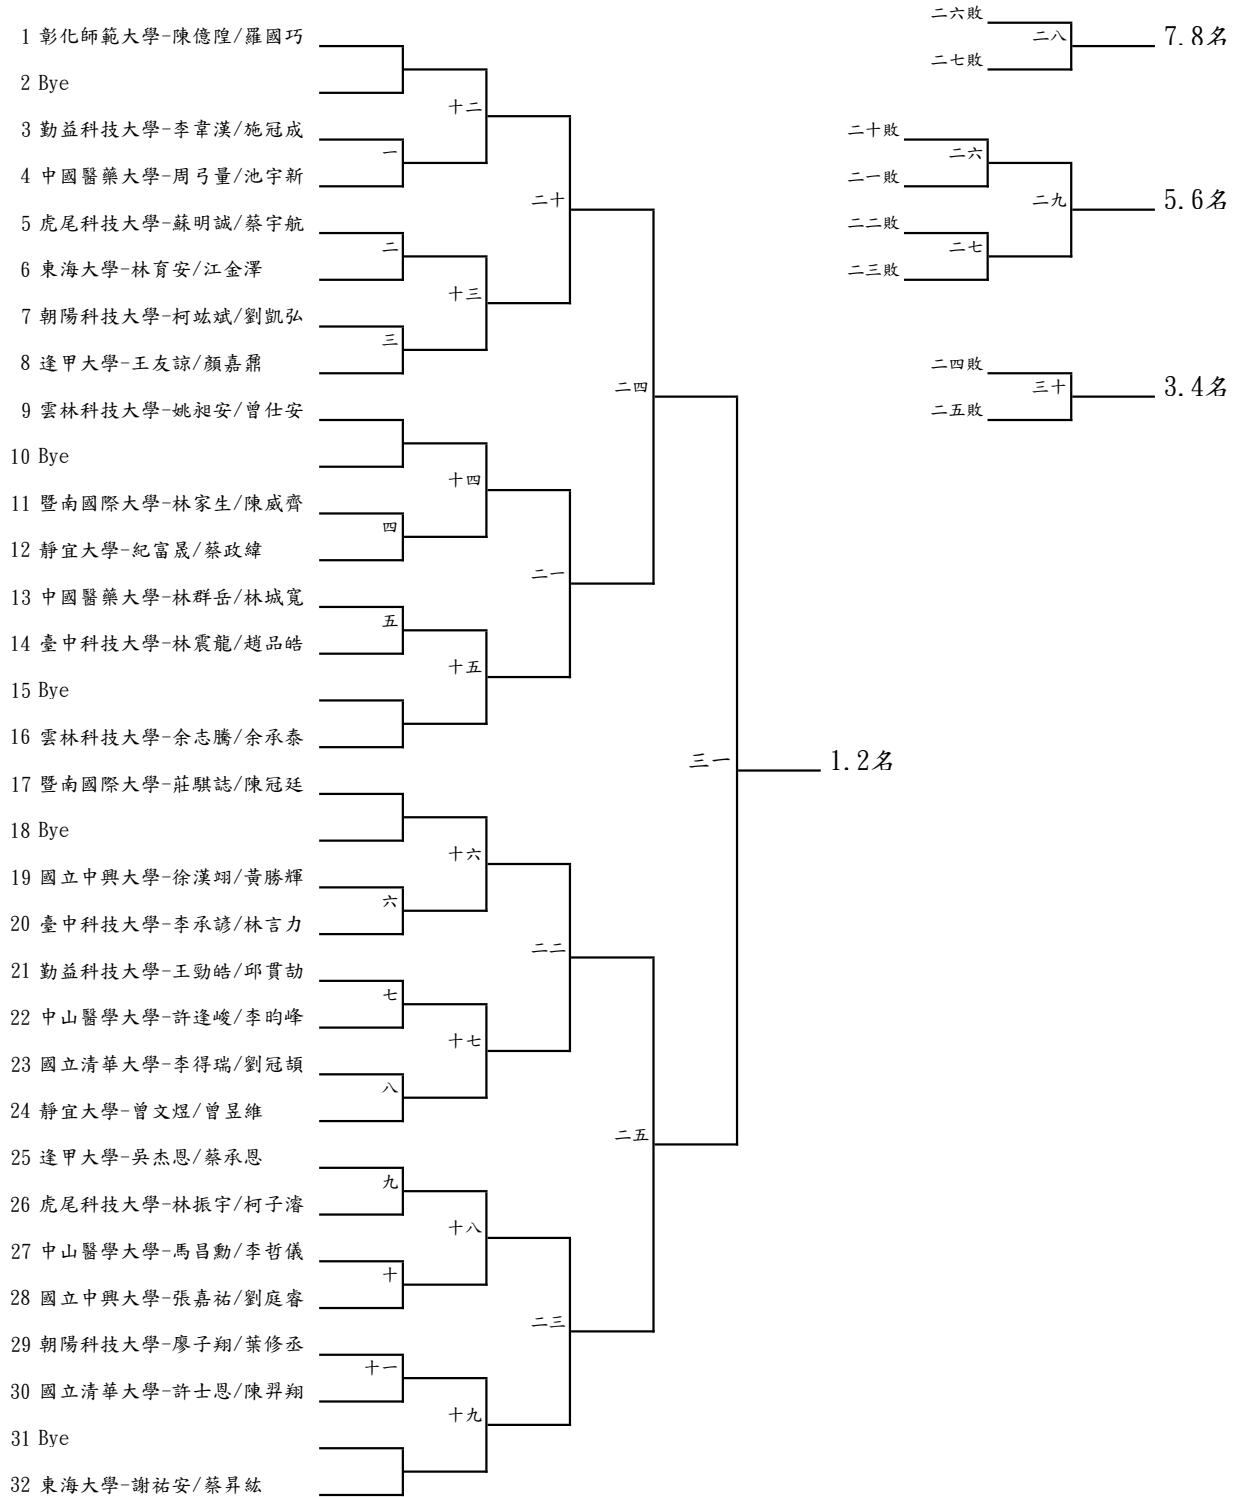 1 彰化師範大學-陳億隍/羅國巧
2 Bye
3 勤益科技大學-李韋漢/施冠成
4 中國醫藥大學-周弓量/池宇新
5 虎尾科技大學-蘇明誠/蔡宇航
6 東海大學-林育安/江金澤
7 朝陽科技大學-柯竑斌/劉凱弘
8 逢甲大學-王友諒/顏嘉鼐
9 雲林科技大學-姚昶安/曾仕安
10 Bye
11 暨南國際大學-林家生/陳威齊
12 靜宜大學-紀富晟/蔡政緯
13 中國醫藥大學-林群岳/林城寬
14 臺中科技大學-林震龍/趙品皓
15 Bye
16 雲林科技大學-余志騰/余承泰
17 暨南國際大學-莊騏誌/陳冠廷
18 Bye
19 國立中興大學-徐漢翊/黃勝輝
20 臺中科技大學-李承諺/林言力
21 勤益科技大學-王勁皓/邱貫劼
22 中山醫學大學-許逢峻/李昀峰
23 國立清華大學-李得瑞/劉冠頡
24 靜宜大學-曾文煜/曾昱維
25 逢甲大學-吳杰恩/蔡承恩
26 虎尾科技大學-林振宇/柯子濬
27 中山醫學大學-馬昌勳/李哲儀
28 國立中興大學-張嘉祐/劉庭睿
29 朝陽科技大學-廖子翔/葉修丞
30 國立清華大學-許士恩/陳羿翔
31 Bye
32 東海大學-謝祐安/蔡昇紘
一
二
三
四
五
六
七
八
九
十
十一
十二
十三
十四
十五
十六
十七
十八
十九
二十
二一
二二
二三
二四
二五
三一
1.2名
二六敗
二八
7.8名
二七敗
二十敗
二六
二一敗
二九
5.6名
二二敗
二七
二三敗
二四敗
三十
3.4名
二五敗